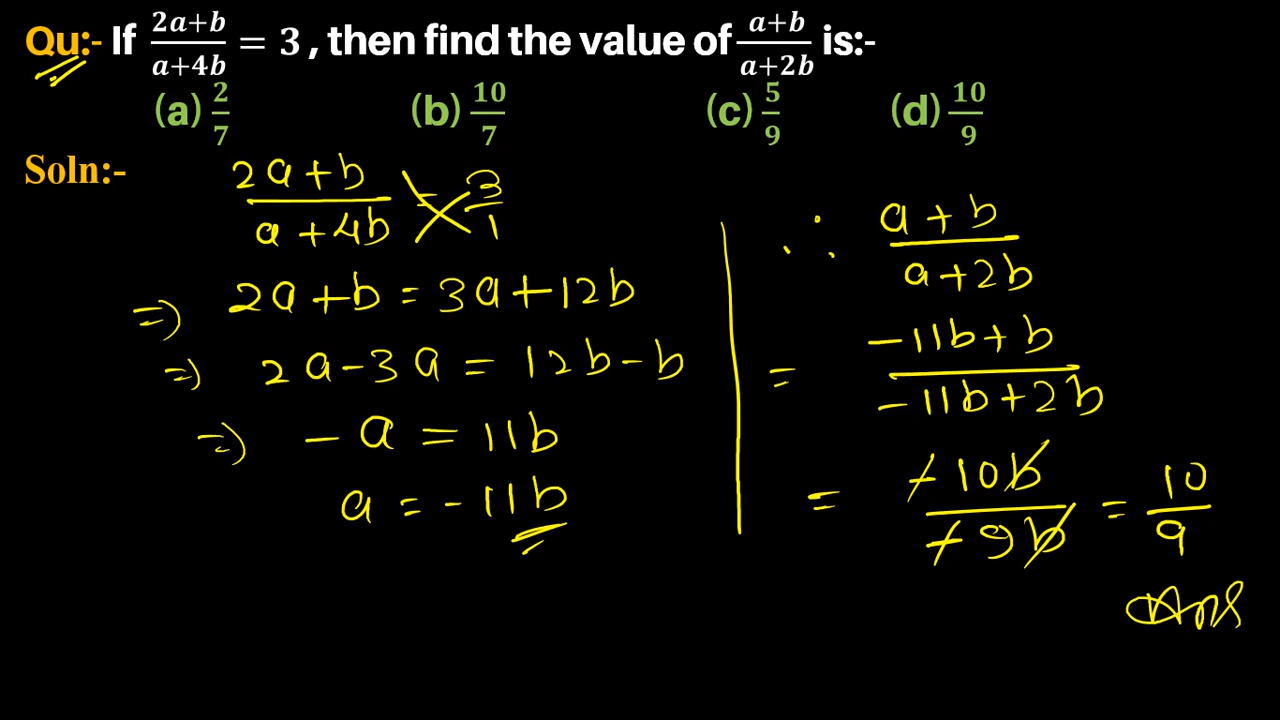 Qu:- If (2a+b)/(a+4b) = 3 , then find the value of (a+b)/(a+2b) is:-
(a) 2/7 (b) 10/7 (c) 5/9 (d) 10/9
Soln:-
(2a+b)/(a+4b) = 3/1
⇒ 2a+b = 3a+12b
⇒ 2a-3a = 12b-b
⇒ -a = 11b
a = -11b
∴ (a+b)/(a+2b)
= (-11b+b)/(-11b+2b)
= (-10b)/(-9b) = 10/9
Ans